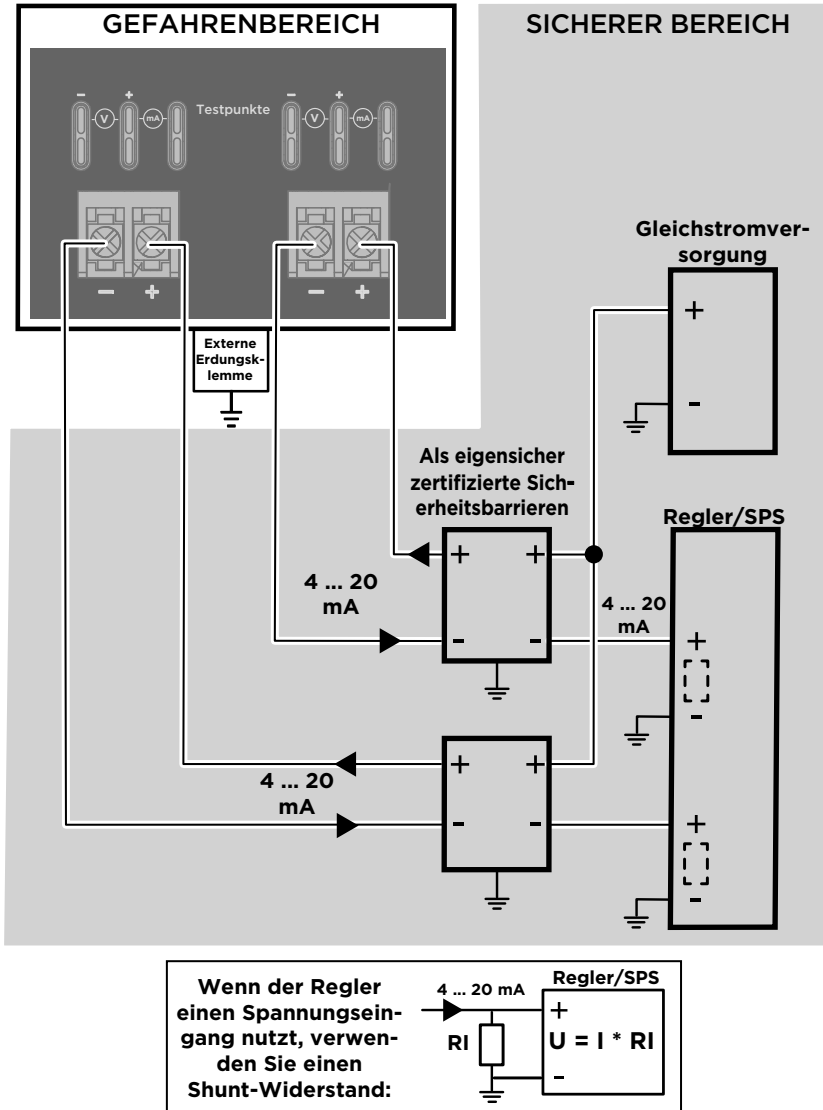 GEFAHRENBEREICH
SICHERER BEREICH
- + Testpunkte - +
V mA V mA
Gleichstromver-
sorgung
- + - +
+
-
Externe
Erdungsk-
lemme
Als eigensicher
zertifizierte Sich-
erheitsbarrieren
Regler/SPS
+ +
4 ... 20
mA
4 ... 20
mA
- -
+
-
+ +
4 ... 20
mA
- -
+
-
Wenn der Regler
einen Spannungsein-
gang nutzt, verwen-
den Sie einen
Shunt-Widerstand:
4 ... 20 mA
Regler/SPS
+
RI
U = I * RI
-